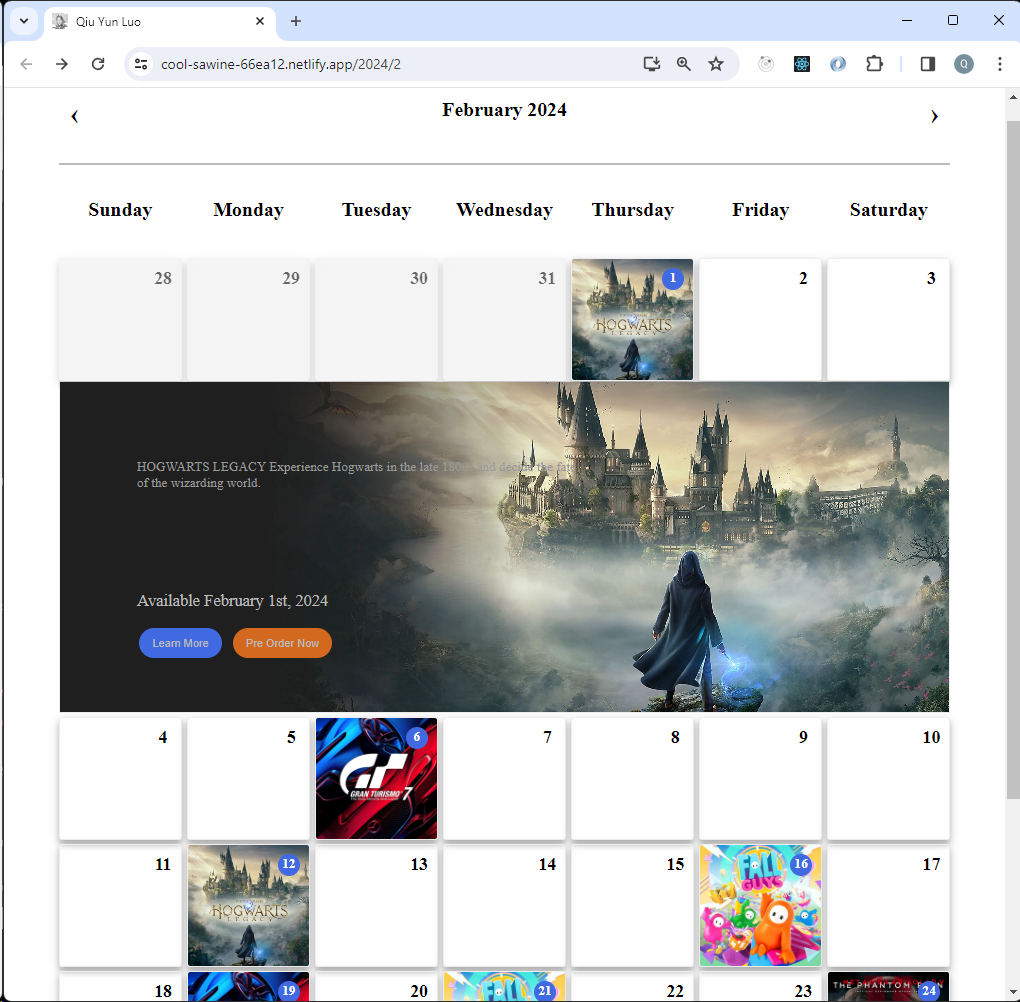 Qiu Yun Luo
cool-sawine-66ea12.netlify.app/2024/2
Q
‹ February 2024 ›
Sunday Monday Tuesday Wednesday Thursday Friday Saturday
28 29 30 31 1 2 3
HOGWARTS
LEGACY
HOGWARTS LEGACY Experience Hogwarts in the late 1800s and decide the fate
of the wizarding world.
Available February 1st, 2024
Learn More Pre Order Now
4 5 6 7 8 9 10
GT
GRAN TURISMO 7
11 12 13 14 15 16 17
HOGWARTS
LEGACY
FALL
GUYS
18 19 20 21 22 23 24
FALL
THE PHANTOM PAIN